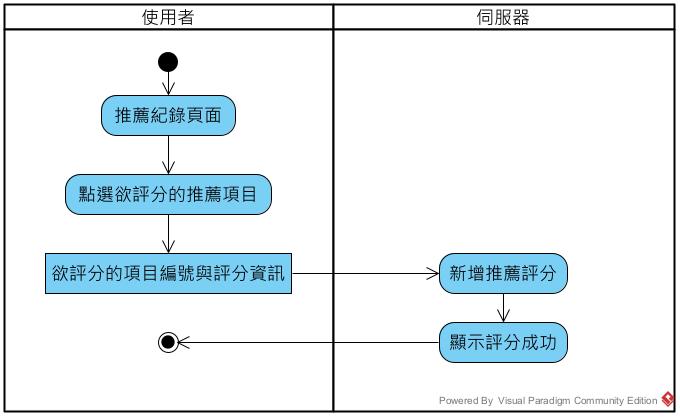 使用者
伺服器
推薦紀錄頁面
點選欲評分的推薦項目
欲評分的項目編號與評分資訊
新增推薦評分
顯示評分成功
Powered By Visual Paradigm Community Edition